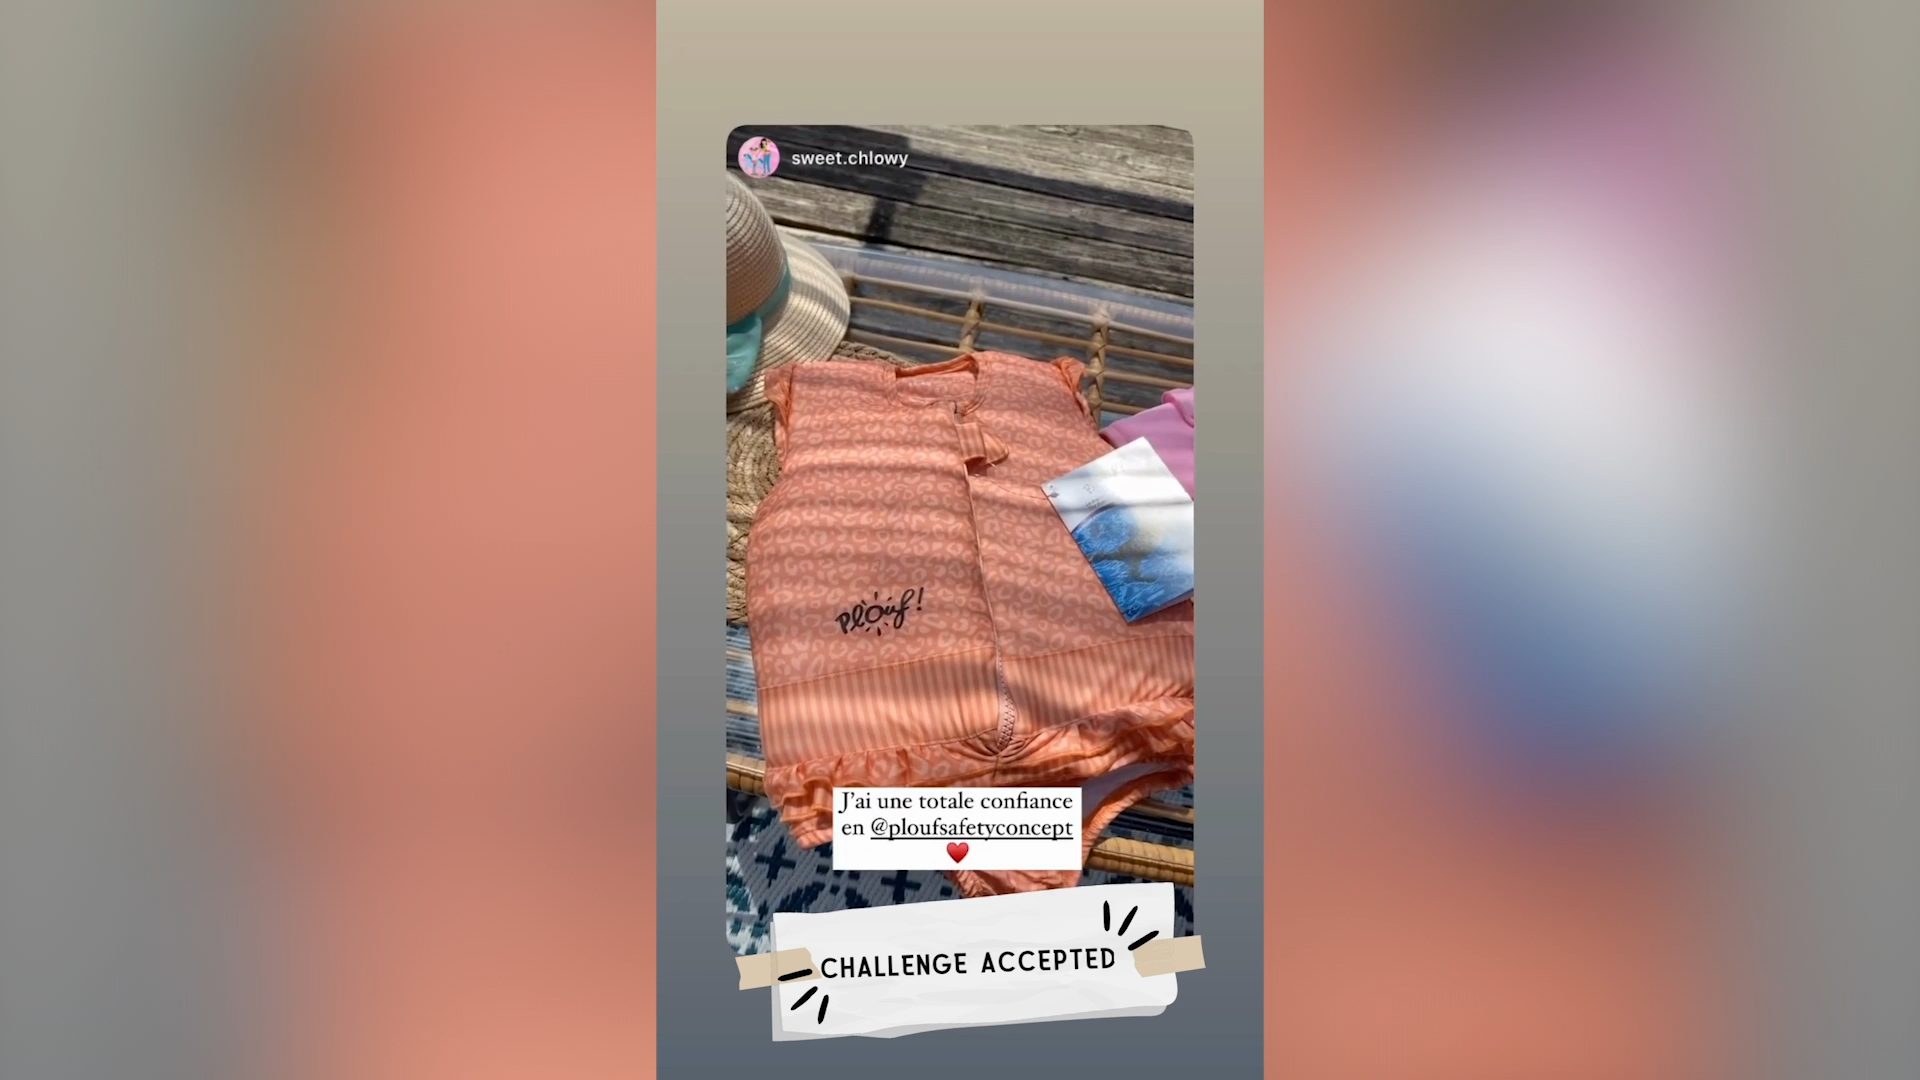 sweet.chlowy
Plouf!
J'ai une totale confiance
en @ploufsafetyconcept
❤️
CHALLENGE ACCEPTED